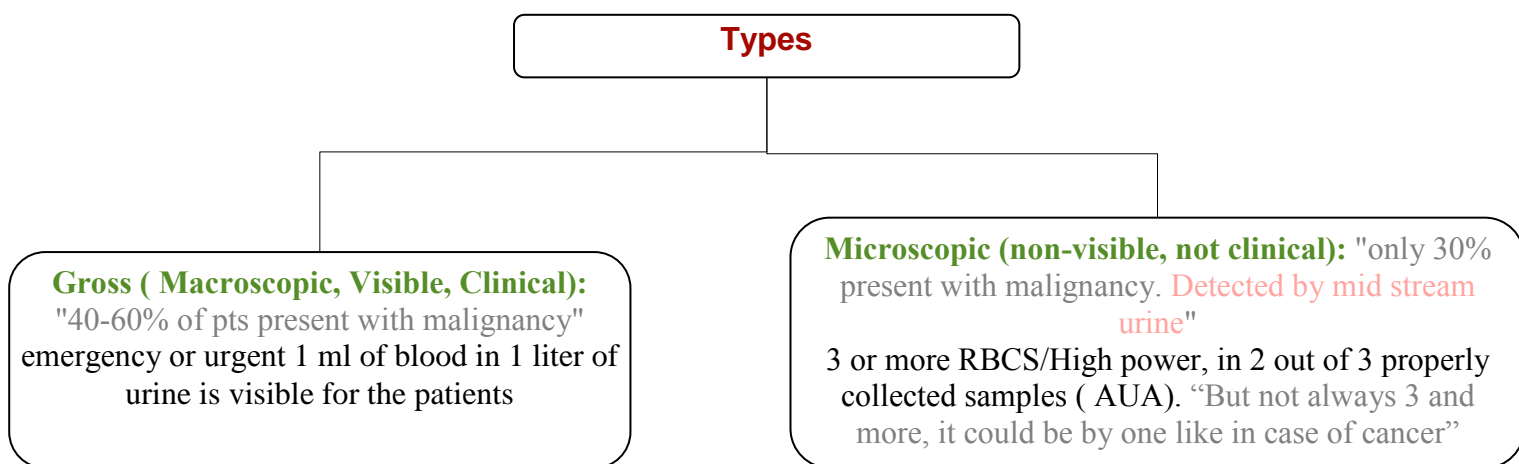 Types
Gross ( Macroscopic, Visible, Clinical):
"40-60% of pts present with malignancy"
emergency or urgent 1 ml of blood in 1 liter of
urine is visible for the patients
Microscopic (non-visible, not clinical): "only 30%
present with malignancy. Detected by mid stream
urine"
3 or more RBCS/High power, in 2 out of 3 properly
collected samples ( AUA). “But not always 3 and
more, it could be by one like in case of cancer”